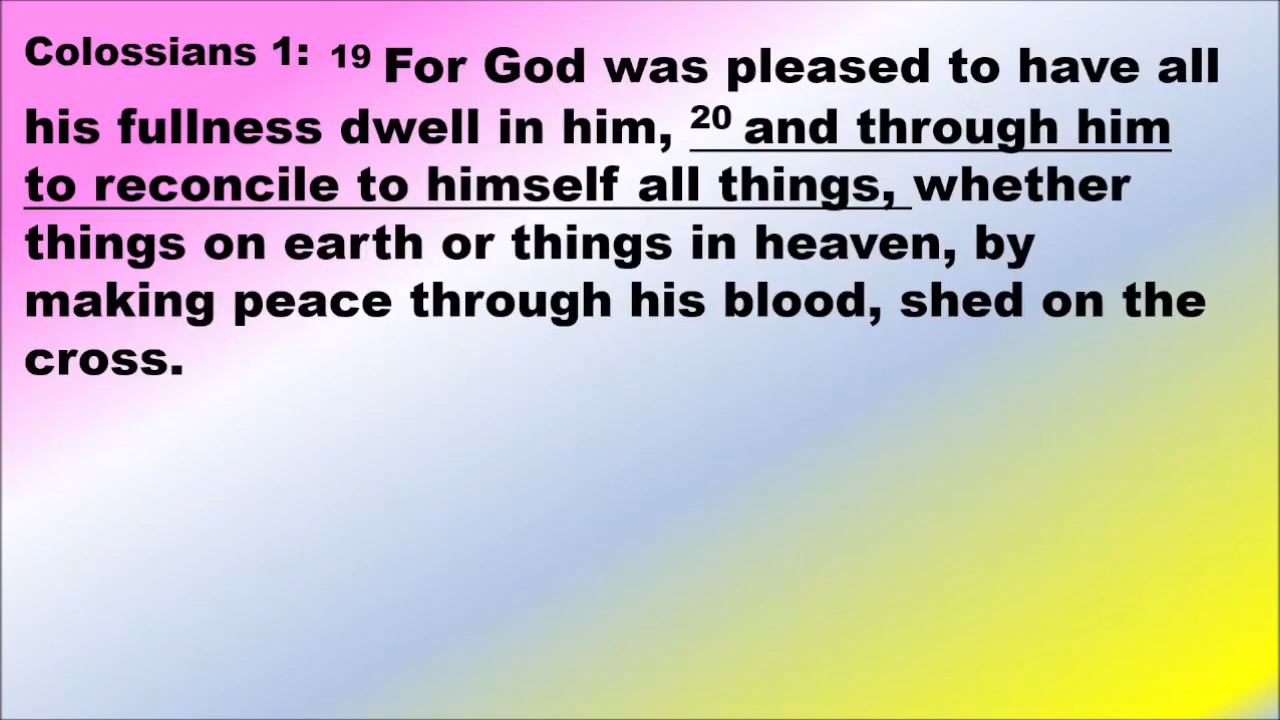 Colossians 1: 19 For God was pleased to have all
his fullness dwell in him, 20 and through him
to reconcile to himself all things, whether
things on earth or things in heaven, by
making peace through his blood, shed on the
cross.